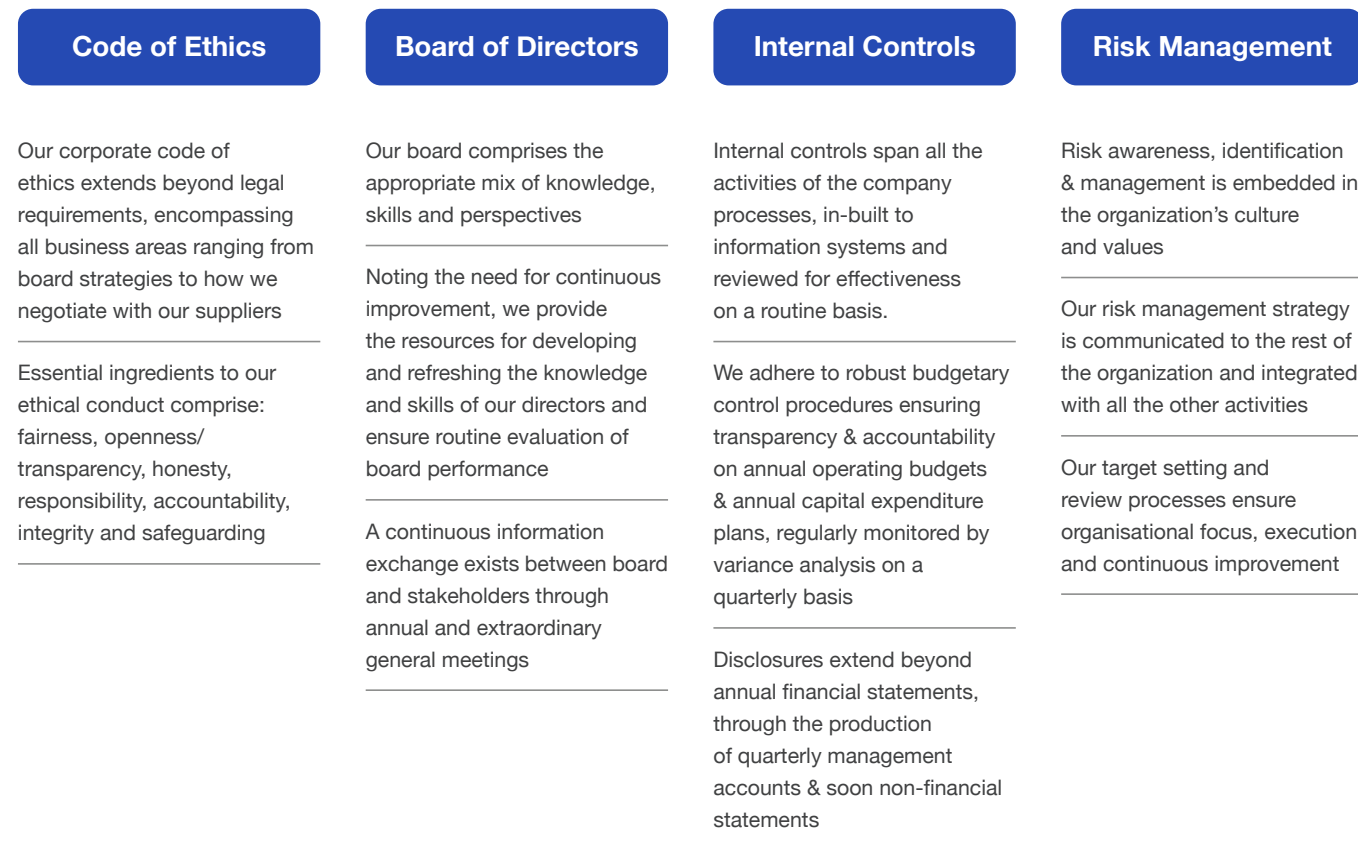 Code of Ethics
Our corporate code of
ethics extends beyond legal
requirements, encompassing
all business areas ranging from
board strategies to how we
negotiate with our suppliers
Essential ingredients to our
ethical conduct comprise:
fairness, openness/
transparency, honesty,
responsibility, accountability,
integrity and safeguarding
Board of Directors
Our board comprises the
appropriate mix of knowledge,
skills and perspectives
Noting the need for continuous
improvement, we provide
the resources for developing
and refreshing the knowledge
and skills of our directors and
ensure routine evaluation of
board performance
A continuous information
exchange exists between board
and stakeholders through
annual and extraordinary
general meetings
Internal Controls
Internal controls span all the
activities of the company
processes, in-built to
information systems and
reviewed for effectiveness
on a routine basis.
We adhere to robust budgetary
control procedures ensuring
transparency & accountability
on annual operating budgets
& annual capital expenditure
plans, regularly monitored by
variance analysis on a
quarterly basis
Disclosures extend beyond
annual financial statements,
through the production
of quarterly management
accounts & soon non-financial
statements
Risk Management
Risk awareness, identification
& management is embedded in
the organization’s culture
and values
Our risk management strategy
is communicated to the rest of
the organization and integrated
with all the other activities
Our target setting and
review processes ensure
organisational focus, execution
and continuous improvement